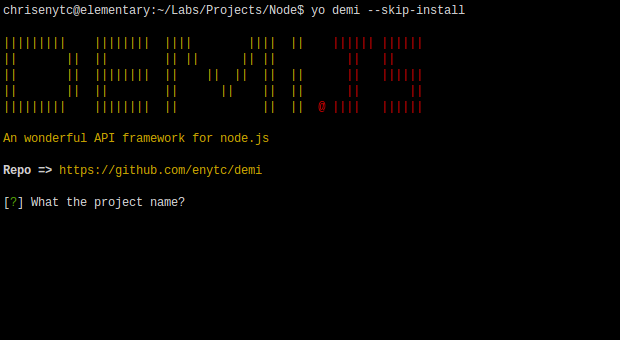 chrisenytc@elementary:~/Labs/Projects/Node$ yo demi --skip-install
|||||||||    ||||||||  ||||        ||||  ||    |||||| ||||||
||       ||  ||        || ||      || ||          ||   ||
||       ||  ||||||||  ||    ||  ||  ||  ||      ||   ||||||
||       ||  ||        ||      ||    ||  ||      ||       ||
|||||||||    ||||||||  ||            ||  ||  @ ||||   ||||||
An wonderful API framework for node.js
Repo => https://github.com/enytc/demi
[?] What the project name?